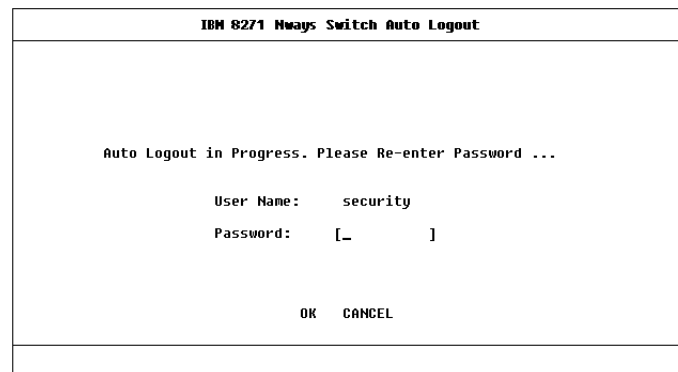 IBM 8271 Nways Switch Auto Logout
Auto Logout in Progress. Please Re-enter Password ...
User Name: security
Password: [_ ]
OK CANCEL